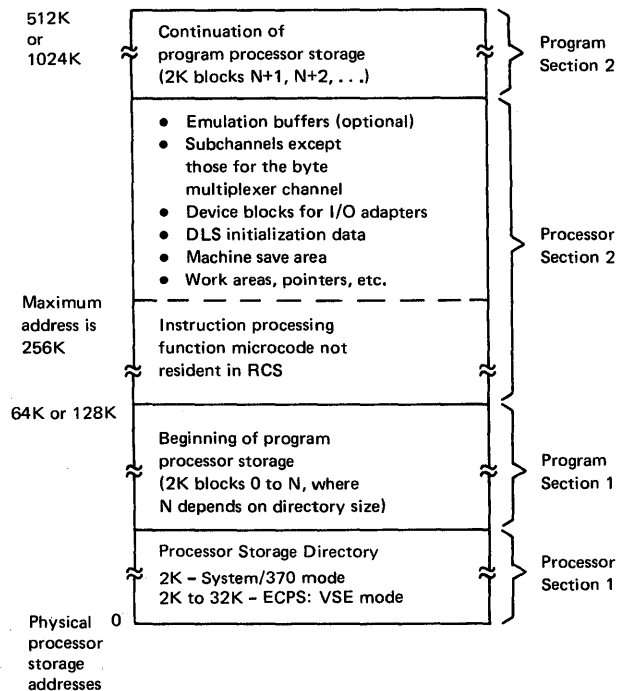 512K
or
1024K
Continuation of
program processor storage
(2K blocks N+1, N+2, . . .)
Program
Section 2
• Emulation buffers (optional)
• Subchannels except
those for the byte
multiplexer channel
• Device blocks for I/O adapters
• DLS initialization data
• Machine save area
• Work areas, pointers, etc.
Processor
Section 2
Maximum
address is
256K
Instruction processing
function microcode not
resident in RCS
64K or 128K
Beginning of program
processor storage
(2K blocks 0 to N, where
N depends on directory size)
Program
Section 1
Processor Storage Directory
2K – System/370 mode
2K to 32K – ECPS: VSE mode
Processor
Section 1
Physical 0
processor
storage
addresses